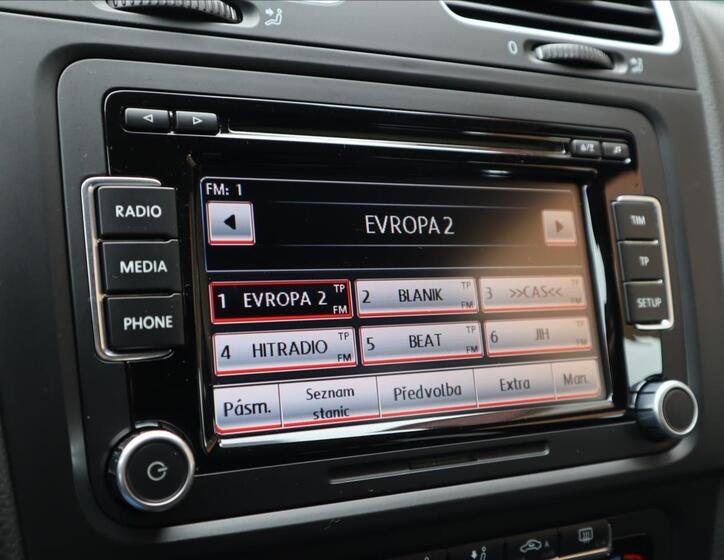 0
RADIO
MEDIA
PHONE
FM: 1
EVROPA 2
1 EVROPA 2 TP FM
2 BLANIK TP FM
3 >>CAS<< TP FM
4 HITRADIO TP FM
5 BEAT TP FM
6 JIH TP FM
Pásm.
Seznam
stanic
Předvolba
Extra
Man.
TIM
TP
SETUP
A